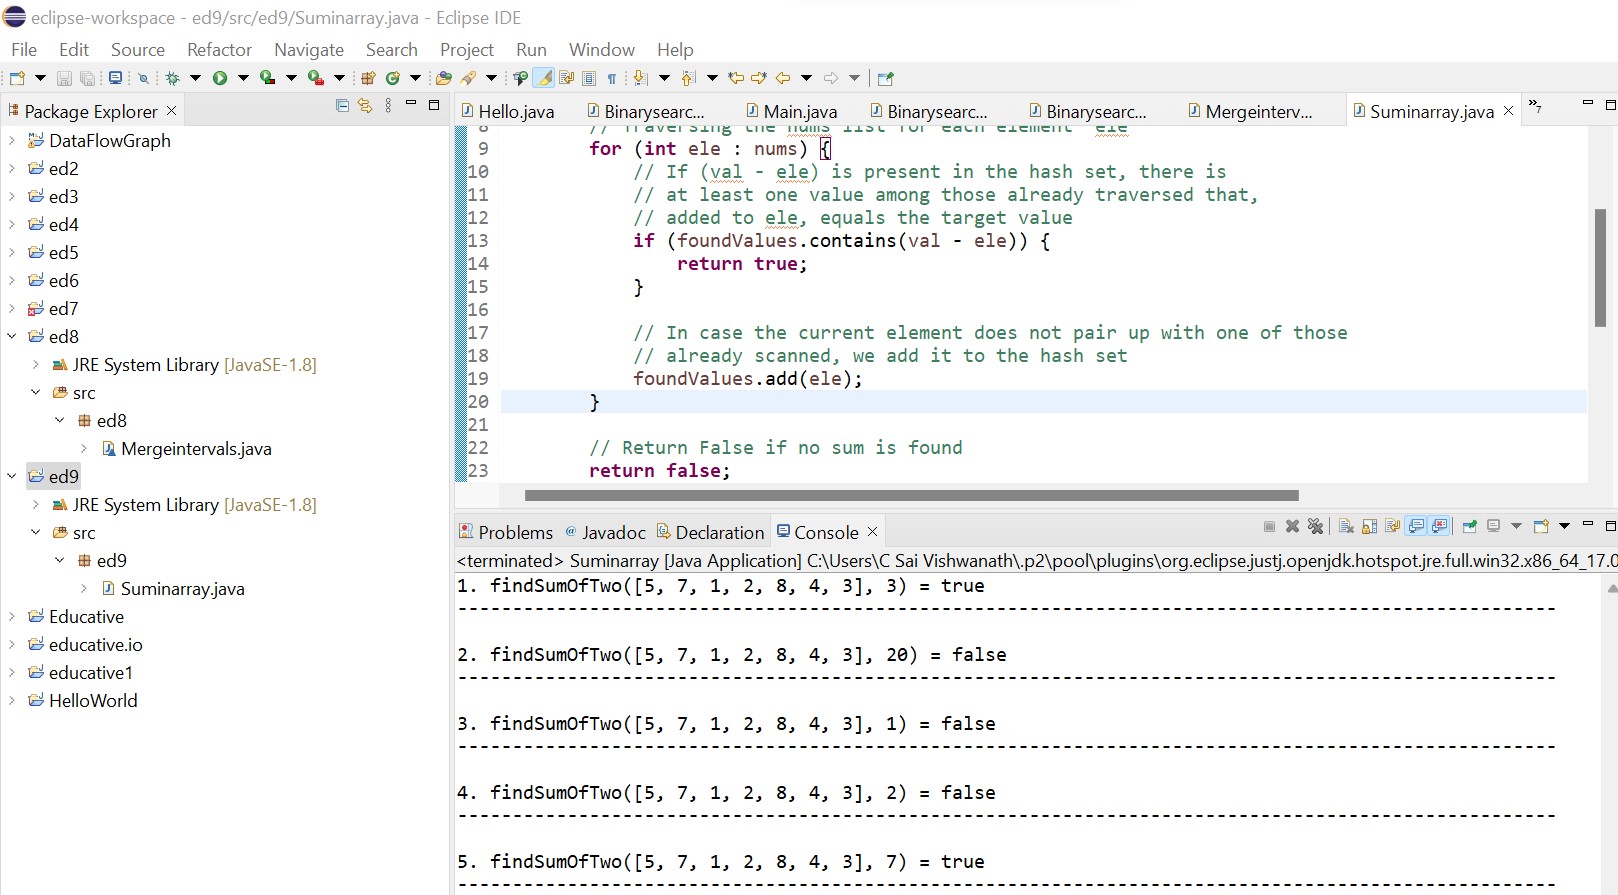 eclipse-workspace - ed9/src/ed9/Suminarray.java - Eclipse IDE
File Edit Source Refactor Navigate Search Project Run Window Help
Package Explorer
DataFlowGraph
ed2
ed3
ed4
ed5
ed6
ed7
ed8
JRE System Library [JavaSE-1.8]
src
ed8
Mergeintervals.java
ed9
JRE System Library [JavaSE-1.8]
src
ed9
Suminarray.java
Educative
educative.io
educative1
HelloWorld
Hello.java Binarysearc... Main.java Binarysearc... Binarysearc... Mergeinterv... Suminarray.java »7
8 // Traversing the nums list for each element 'ele'
9 for (int ele : nums) {
10 // If (val - ele) is present in the hash set, there is
11 // at least one value among those already traversed that,
12 // added to ele, equals the target value
13 if (foundValues.contains(val - ele)) {
14 return true;
15 }
16
17 // In case the current element does not pair up with one of those
18 // already scanned, we add it to the hash set
19 foundValues.add(ele);
20 }
21
22 // Return False if no sum is found
23 return false;
Problems @ Javadoc Declaration Console
<terminated> Suminarray [Java Application] C:\Users\C Sai Vishwanath\.p2\pool\plugins\org.eclipse.justj.openjdk.hotspot.jre.full.win32.x86_64_17.0
1. findSumOfTwo([5, 7, 1, 2, 8, 4, 3], 3) = true
----------------------------------------------------------------------------------------------------
2. findSumOfTwo([5, 7, 1, 2, 8, 4, 3], 20) = false
----------------------------------------------------------------------------------------------------
3. findSumOfTwo([5, 7, 1, 2, 8, 4, 3], 1) = false
----------------------------------------------------------------------------------------------------
4. findSumOfTwo([5, 7, 1, 2, 8, 4, 3], 2) = false
----------------------------------------------------------------------------------------------------
5. findSumOfTwo([5, 7, 1, 2, 8, 4, 3], 7) = true
----------------------------------------------------------------------------------------------------